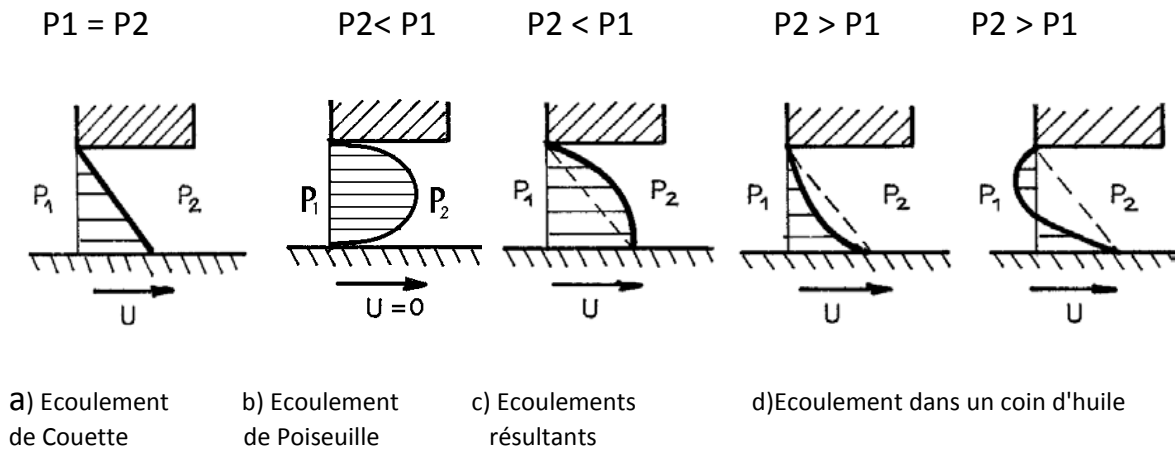 P1 = P2 P2< P1 P2 < P1 P2 > P1 P2 > P1
P₁ P₂ P₁ P₂ P₁ P₂ P₁ P₂ P₁ P₂
U U = 0 U U U
a) Ecoulement b) Ecoulement c) Ecoulements d)Ecoulement dans un coin d'huile
de Couette de Poiseuille résultants